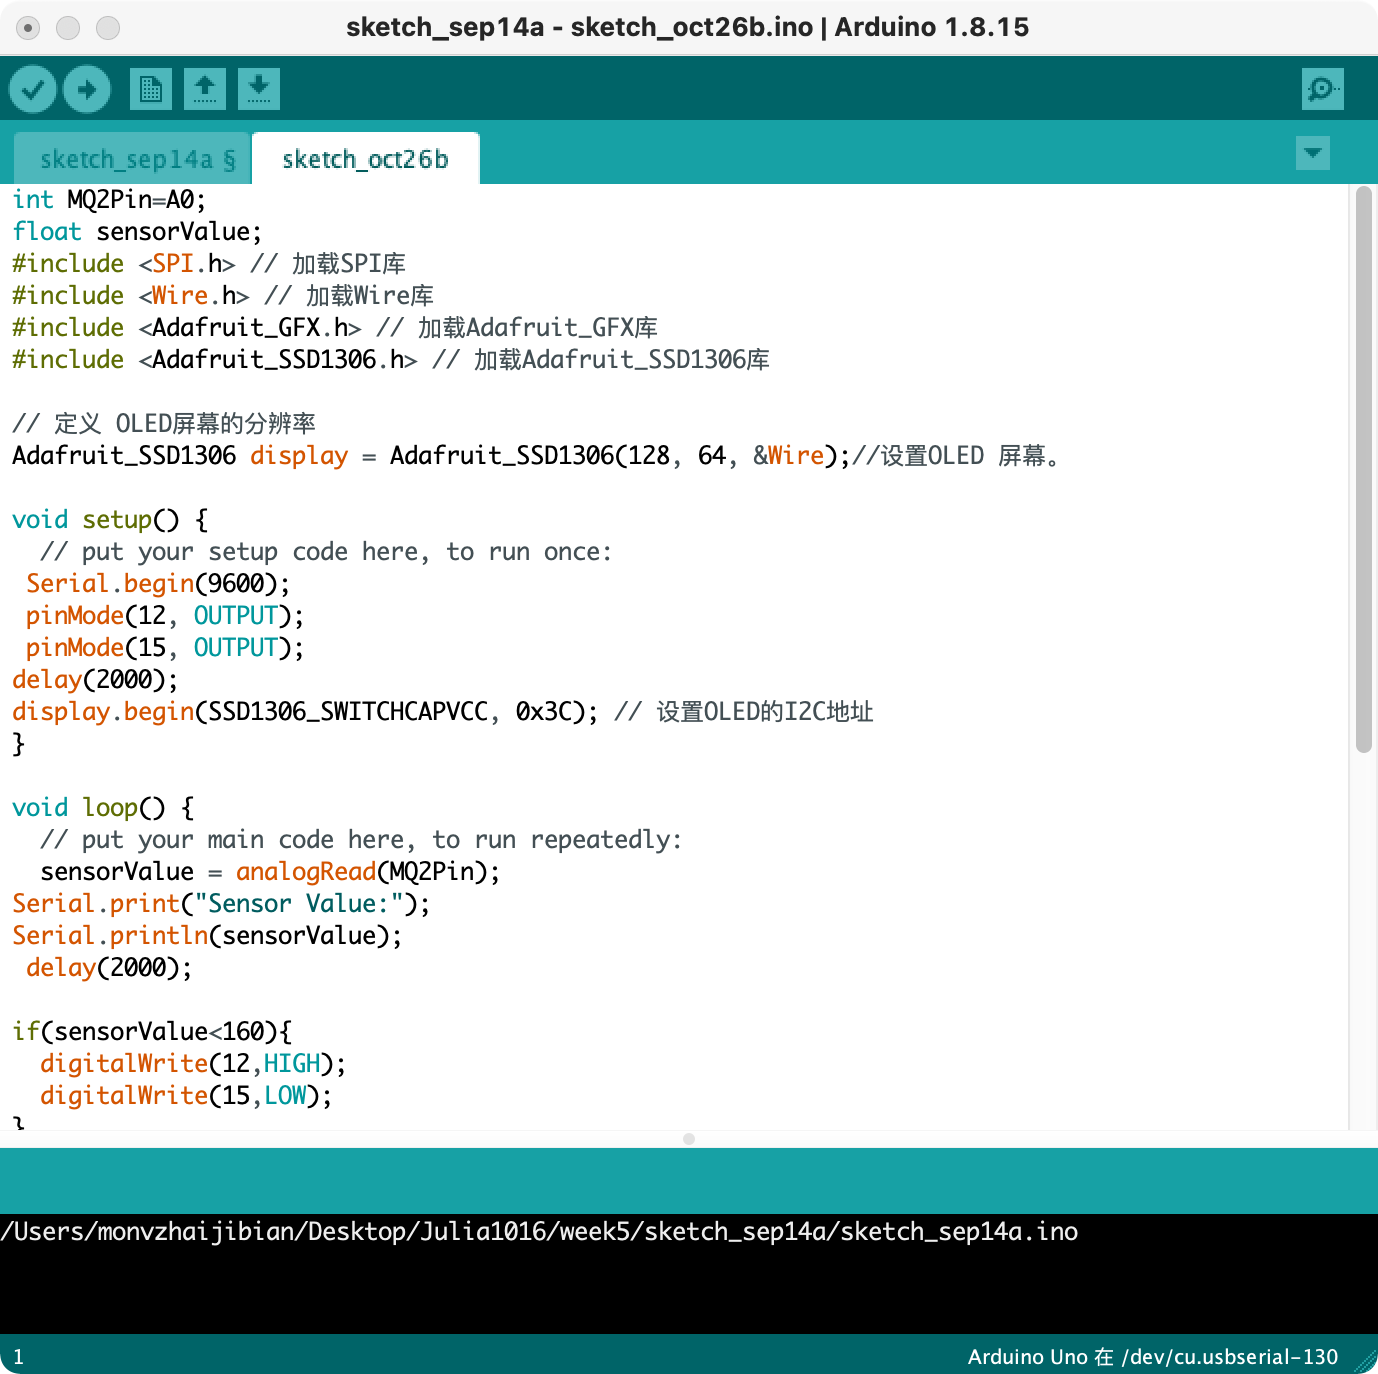 sketch_sep14a - sketch_oct26b.ino | Arduino 1.8.15
sketch_sep14a §
sketch_oct26b
int MQ2Pin=A0;
float sensorValue;
#include <SPI.h> // 加载SPI库
#include <Wire.h> // 加载Wire库
#include <Adafruit_GFX.h> // 加载Adafruit_GFX库
#include <Adafruit_SSD1306.h> // 加载Adafruit_SSD1306库
// 定义 OLED屏幕的分辨率
Adafruit_SSD1306 display = Adafruit_SSD1306(128, 64, &Wire);//设置OLED 屏幕。
void setup() {
// put your setup code here, to run once:
Serial.begin(9600);
pinMode(12, OUTPUT);
pinMode(15, OUTPUT);
delay(2000);
display.begin(SSD1306_SWITCHCAPVCC, 0x3C); // 设置OLED的I2C地址
}
void loop() {
// put your main code here, to run repeatedly:
sensorValue = analogRead(MQ2Pin);
Serial.print("Sensor Value:");
Serial.println(sensorValue);
delay(2000);
if(sensorValue<160){
digitalWrite(12,HIGH);
digitalWrite(15,LOW);
}
/Users/monvzhaijibian/Desktop/Julia1016/week5/sketch_sep14a/sketch_sep14a.ino
1
Arduino Uno 在 /dev/cu.usbserial-130